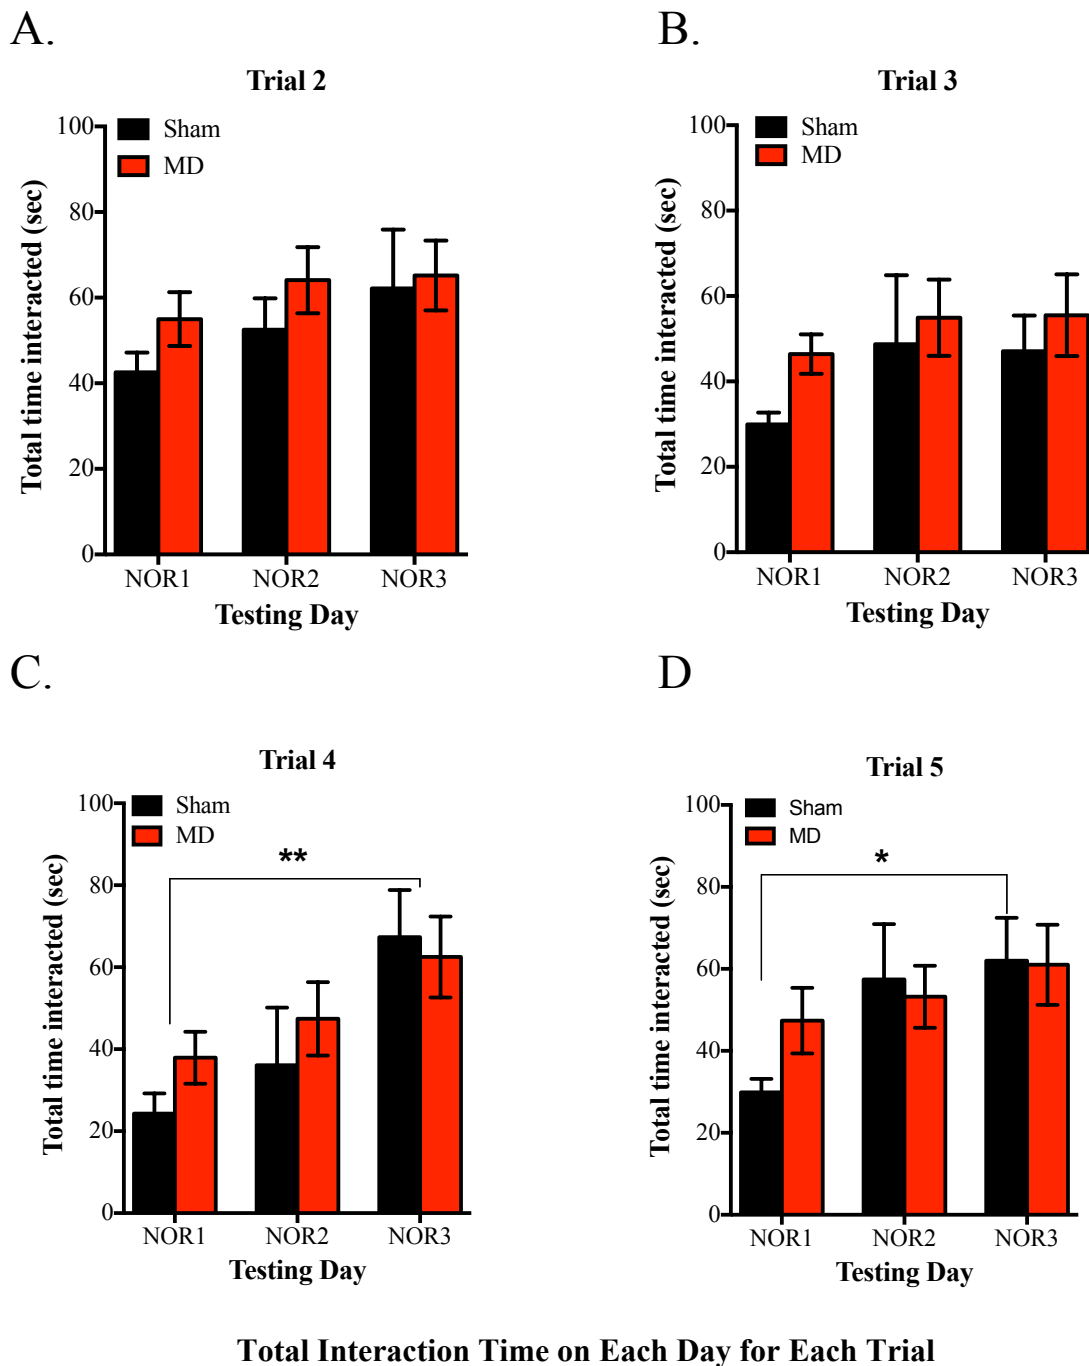 A.
Trial 2
Sham
MD
Total time interacted (sec)
100
80
60
40
20
0
NOR1 NOR2 NOR3
Testing Day
B.
Trial 3
Sham
MD
Total time interacted (sec)
100
80
60
40
20
0
NOR1 NOR2 NOR3
Testing Day
C.
Trial 4
Sham
MD
**
Total time interacted (sec)
100
80
60
40
20
0
NOR1 NOR2 NOR3
Testing Day
D
Trial 5
Sham
MD
*
Total time interacted (sec)
100
80
60
40
20
0
NOR1 NOR2 NOR3
Testing Day
Total Interaction Time on Each Day for Each Trial